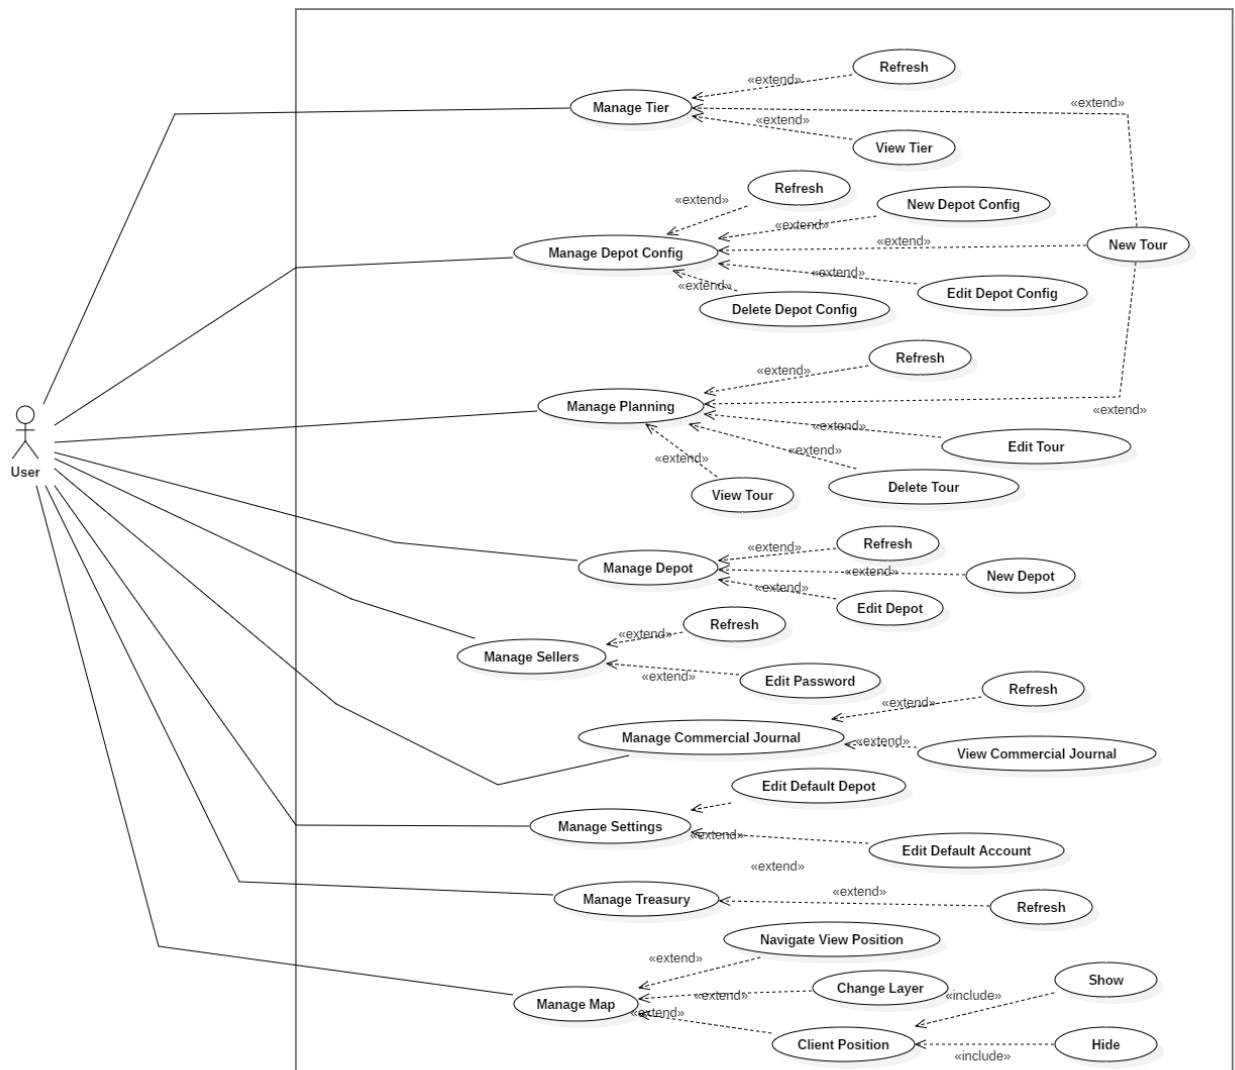 Refresh
«extend»
«extend»
Manage Tier
«extend»
View Tier
Refresh
«extend»
New Depot Config
«extend»
«extend»
New Tour
Manage Depot Config
«extend»
«extend»
Edit Depot Config
Delete Depot Config
Refresh
«extend»
Manage Planning
«extend»
«extend»
Edit Tour
«extend»
«extend»
Delete Tour
View Tour
User
Refresh
«extend»
Manage Depot
«extend»
New Depot
«extend»
Edit Depot
Refresh
«extend»
Manage Sellers
«extend»
Edit Password
Refresh
«extend»
Manage Commercial Journal
«extend»
View Commercial Journal
Edit Default Depot
Manage Settings
«extend»
Edit Default Account
«extend»
«extend»
Manage Treasury
Refresh
Navigate View Position
«extend»
Change Layer
«extend»
Show
«include»
Manage Map
«extend»
Client Position
Hide
«include»